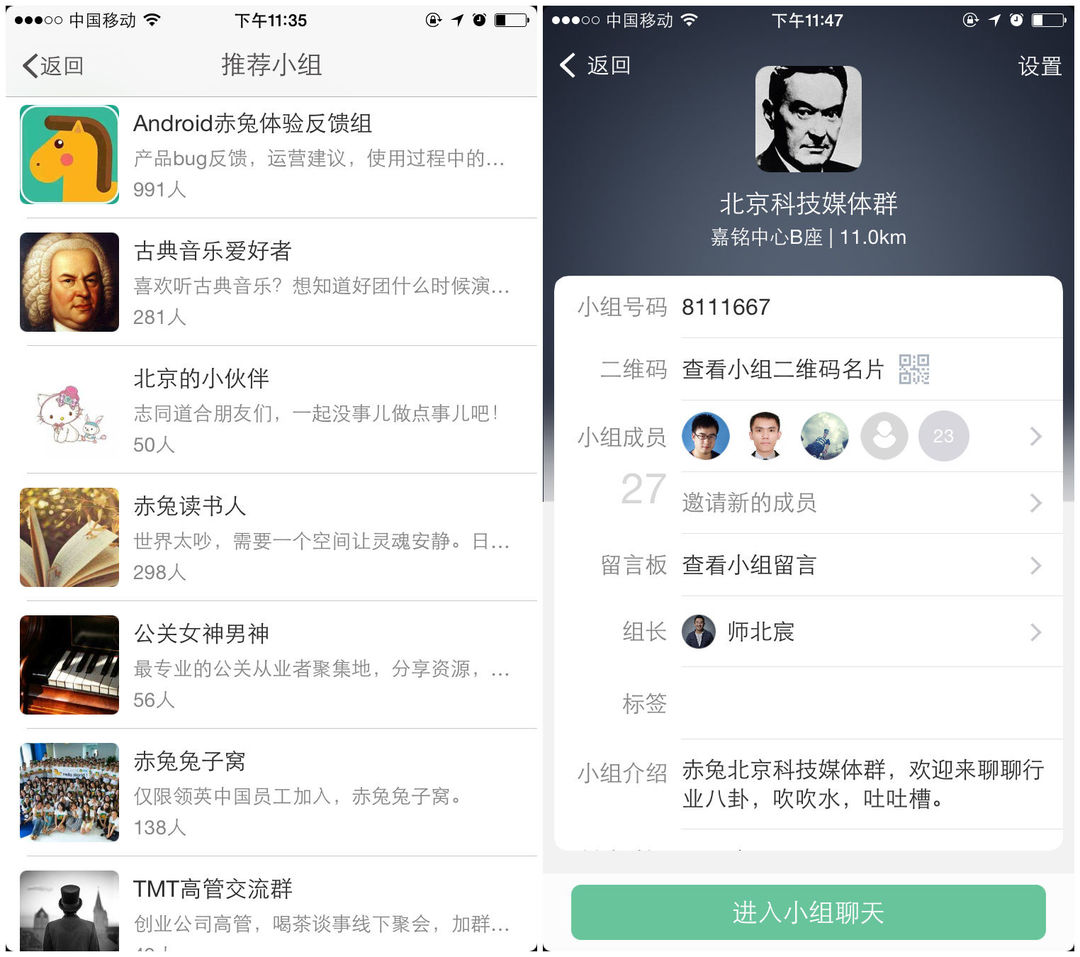 中国移动 下午11:35
返回 推荐小组
Android赤兔体验反馈组
产品bug反馈，运营建议，使用过程中的...
991人
古典音乐爱好者
喜欢听古典音乐？想知道好团什么时候演...
281人
北京的小伙伴
志同道合朋友们，一起没事儿做点事儿吧！
50人
赤兔读书人
世界太吵，需要一个空间让灵魂安静。日...
298人
公关女神男神
最专业的公关从业者聚集地，分享资源，...
56人
赤兔兔子窝
仅限领英中国员工加入，赤兔兔子窝。
138人
TMT高管交流群
创业公司高管，喝茶谈事线下聚会，加群...
中国移动 下午11:47
返回 设置
北京科技媒体群
嘉铭中心B座 | 11.0km
小组号码 8111667
二维码 查看小组二维码名片
小组成员 23
27 邀请新的成员
留言板 查看小组留言
组长 师北宸
标签
小组介绍 赤兔北京科技媒体群，欢迎来聊聊行
业八卦，吹吹水，吐吐槽。
进入小组聊天